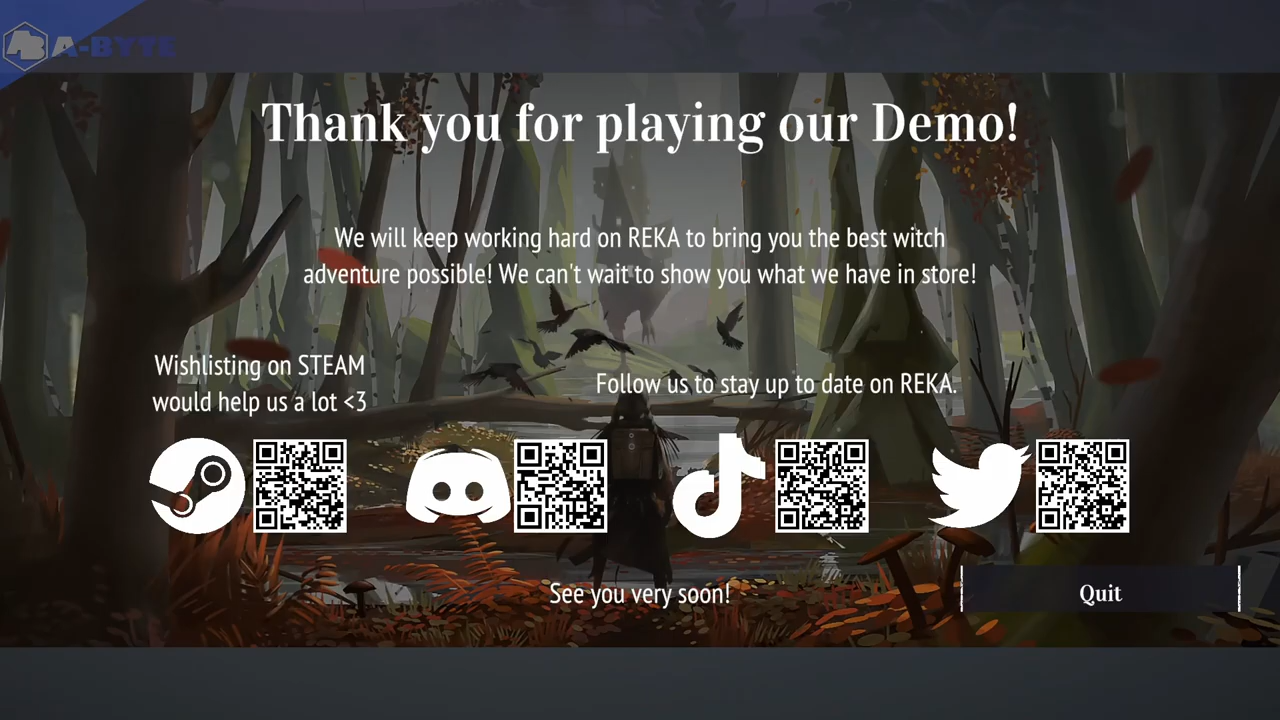 A-BYTE
Thank you for playing our Demo!
We will keep working hard on REKA to bring you the best witch
adventure possible! We can't wait to show you what we have in store!
Wishlisting on STEAM
would help us a lot <3
Follow us to stay up to date on REKA.
See you very soon!
Quit